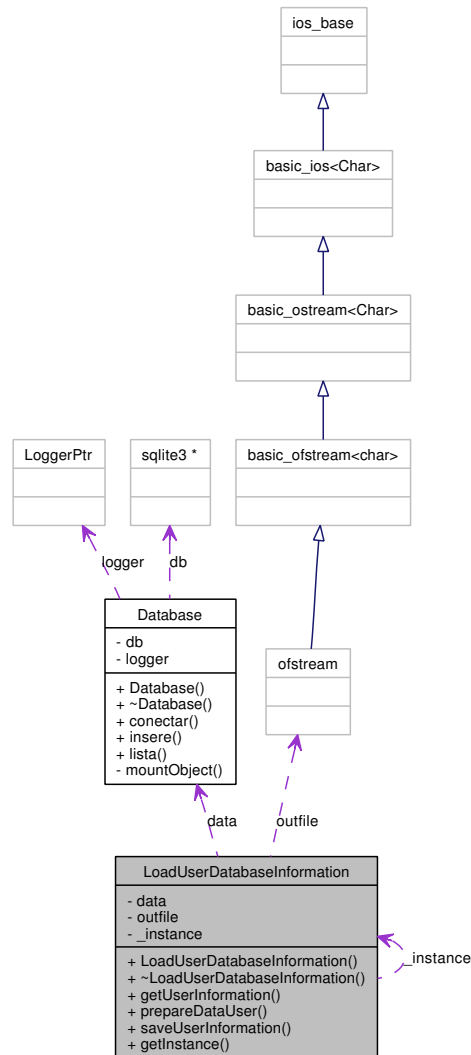 ios_base
basic_ios<Char>
basic_ostream<Char>
LoggerPtr
sqlite3 *
basic_ofstream<char>
logger
db
Database
- db
- logger
+ Database()
+ ~Database()
+ conectar()
+ insere()
+ lista()
- mountObject()
ofstream
data
outfile
LoadUserDatabaseInformation
- data
- outfile
- _instance
+ LoadUserDatabaseInformation()
+ ~LoadUserDatabaseInformation()
+ getUserInformation()
+ prepareDataUser()
+ saveUserInformation()
+ getInstance()
_instance